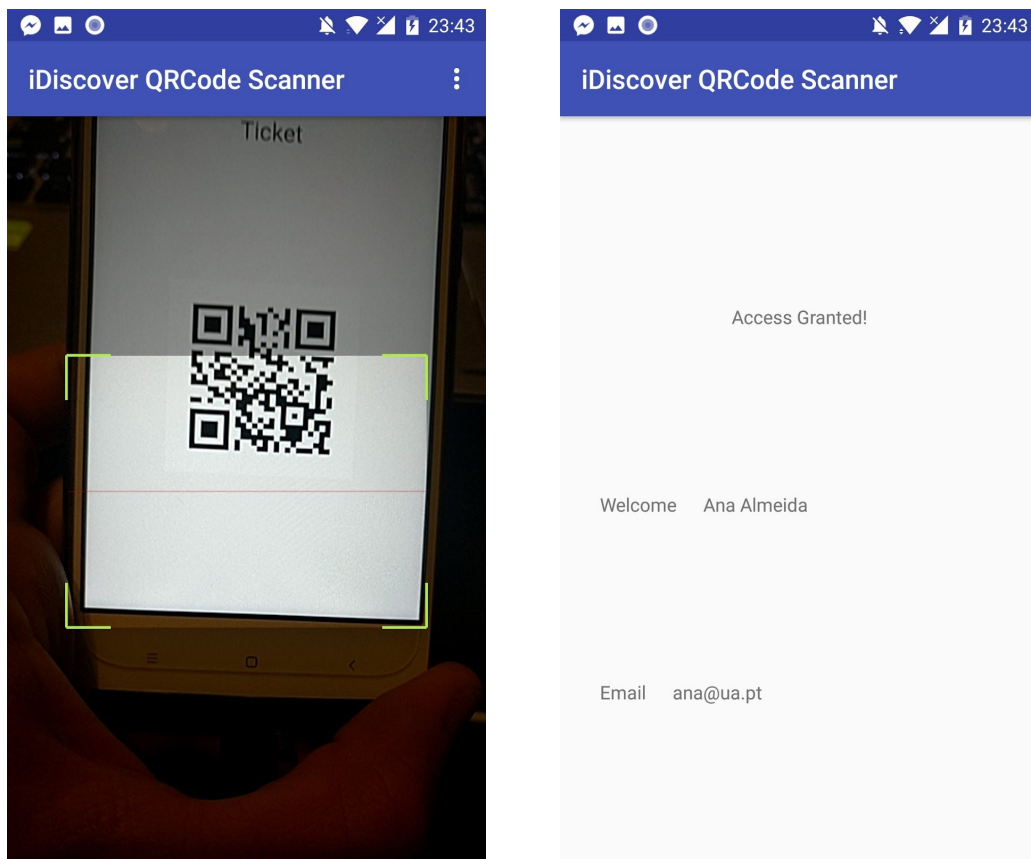 23:43
iDiscover QRCode Scanner
Ticket
23:43
iDiscover QRCode Scanner
Access Granted!
Welcome Ana Almeida
Email ana@ua.pt